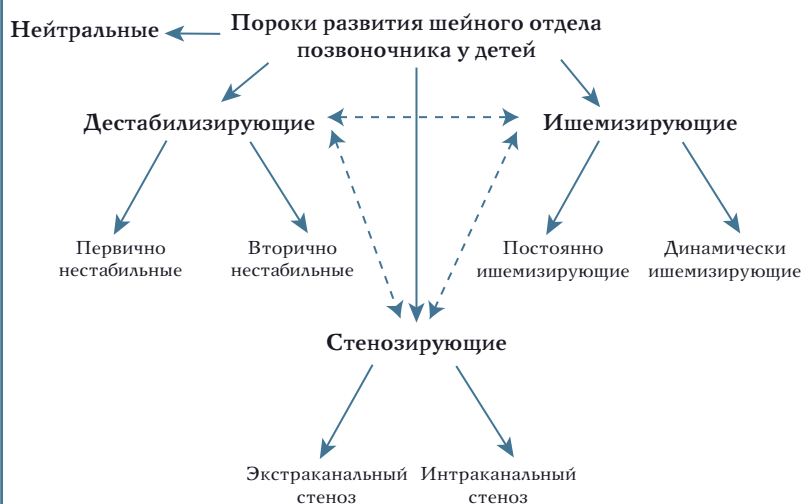 Нейтральные
Пороки развития шейного отдела
позвоночника у детей
Дестабилизирующие
Ишемизирующие
Первично
нестабильные
Вторично
нестабильные
Постоянно
ишемизирующие
Динамически
ишемизирующие
Стенозирующие
Экстраканальный
стеноз
Интраканальный
стеноз